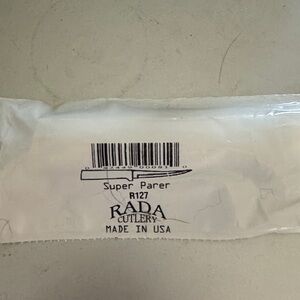 Super Parer
R127
RADA
CUTLERY
MADE IN USA